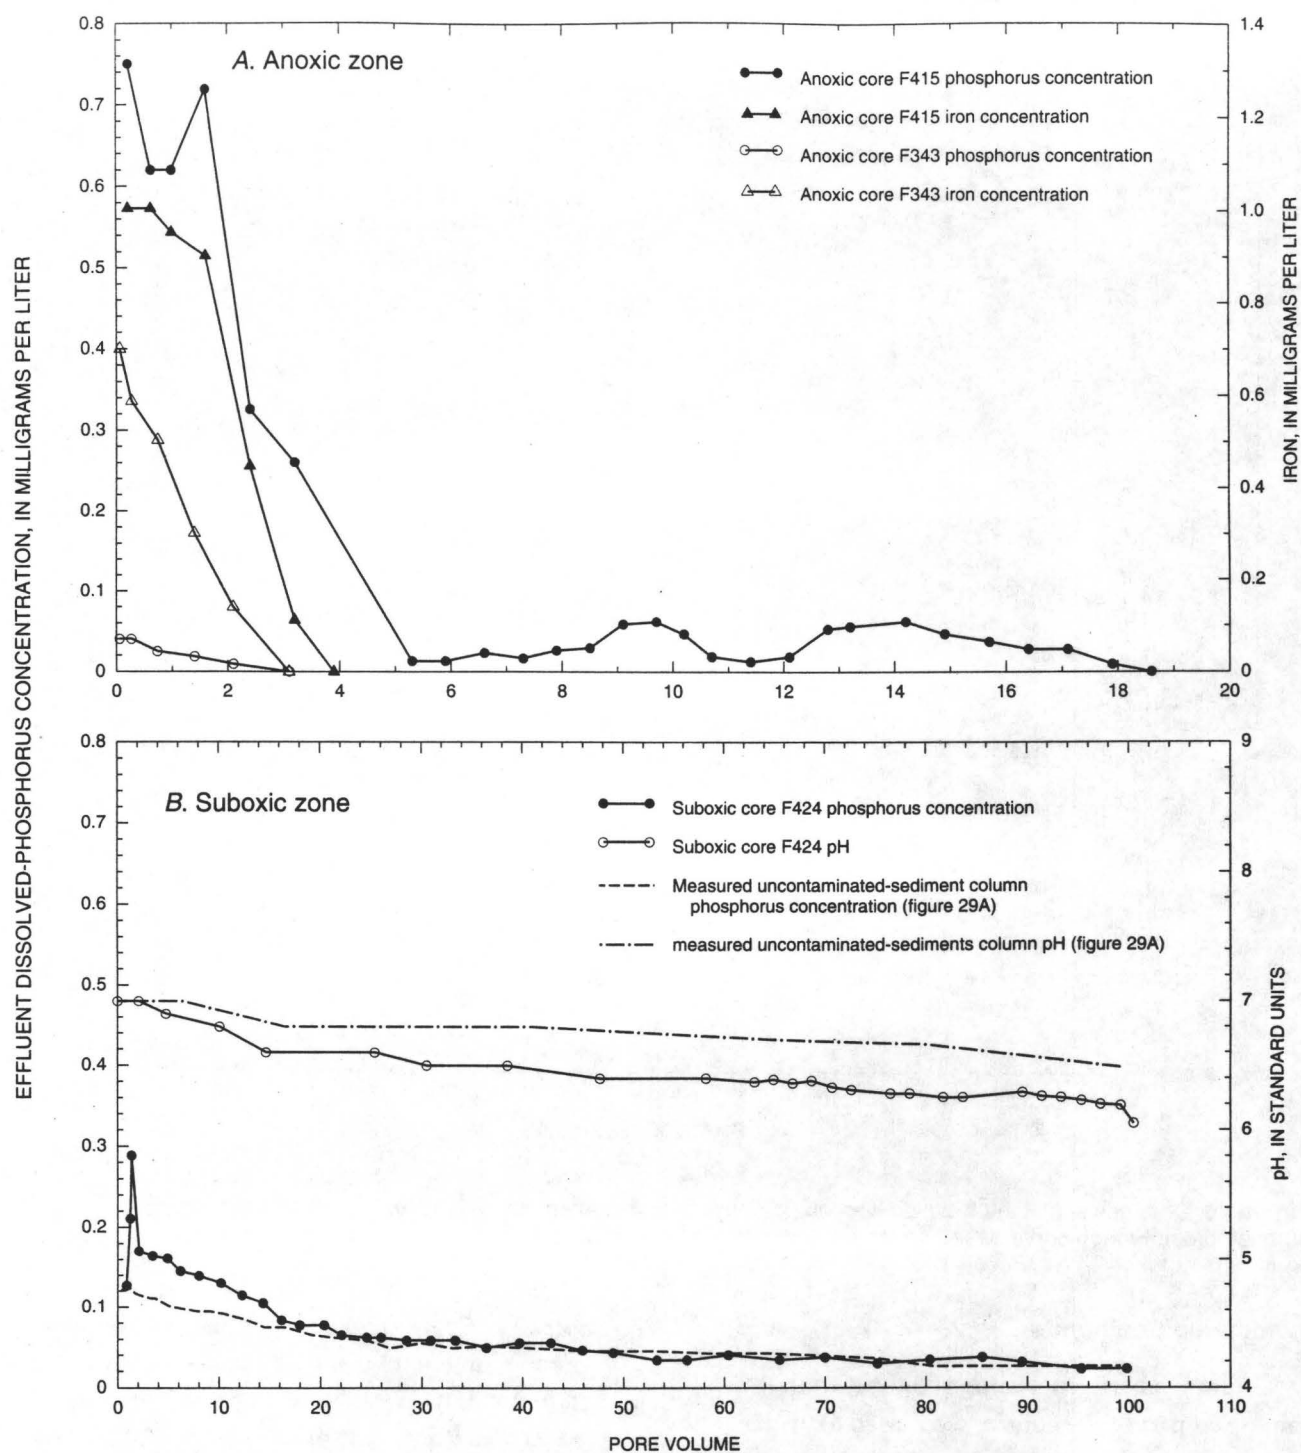 EFFLUENT DISSOLVED-PHOSPHORUS CONCENTRATION, IN MILLIGRAMS PER LITER
A. Anoxic zone
Anoxic core F415 phosphorus concentration
Anoxic core F415 iron concentration
Anoxic core F343 phosphorus concentration
Anoxic core F343 iron concentration
0.8
0.7
0.6
0.5
0.4
0.3
0.2
0.1
0
0 2 4 6 8 10 12 14 16 18 20
1.4
1.2
1.0
0.8
0.6
0.4
0.2
0
IRON, IN MILLIGRAMS PER LITER
B. Suboxic zone
Suboxic core F424 phosphorus concentration
Suboxic core F424 pH
Measured uncontaminated-sediment column
phosphorus concentration (figure 29A)
measured uncontaminated-sediments column pH (figure 29A)
0.8
0.7
0.6
0.5
0.4
0.3
0.2
0.1
0
0 10 20 30 40 50 60 70 80 90 100 110
9
8
7
6
5
4
pH, IN STANDARD UNITS
PORE VOLUME